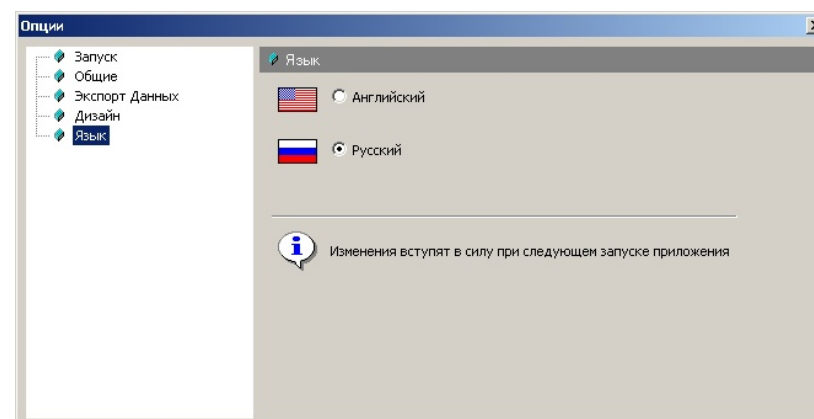 Опции
Запуск
Общие
Экспорт Данных
Дизайн
Язык
Язык
Английский
Русский
Изменения вступят в силу при следующем запуске приложения